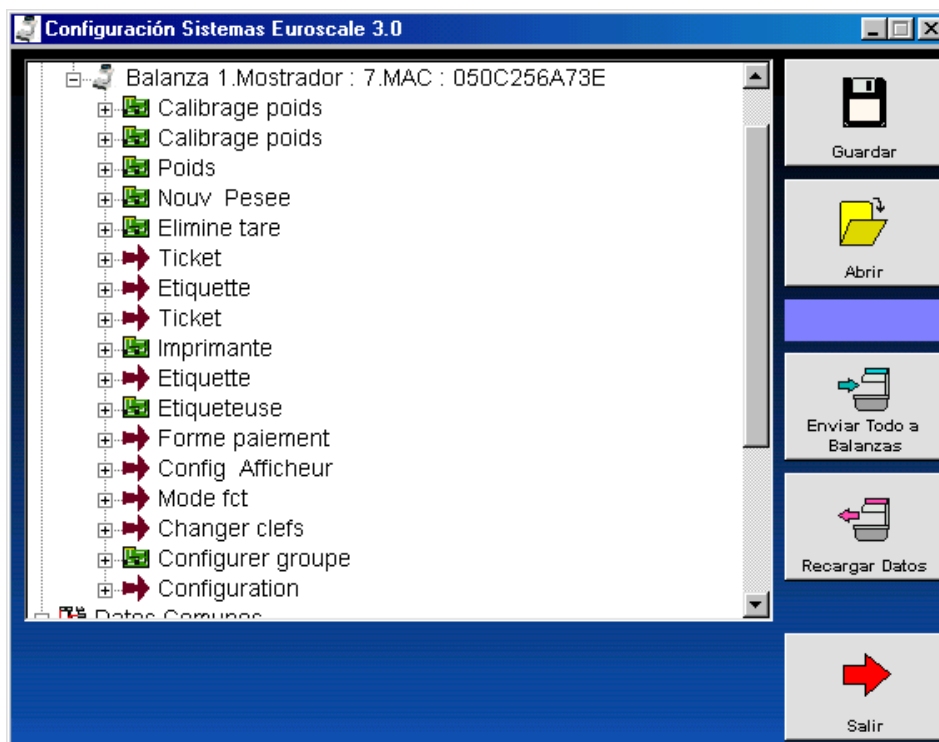 Configuración Sistemas Euroscale 3.0
Balanza 1.Mostrador : 7.MAC : 050C256A73E
Calibrage poids
Calibrage poids
Poids
Nouv Pesee
Elimine tare
Ticket
Etiquette
Ticket
Imprimante
Etiquette
Etiqueteuse
Forme paiement
Config Afficheur
Mode fct
Changer clefs
Configurer groupe
Configuration
Datos Comunes
Guardar
Abrir
Enviar Todo a
Balanzas
Recargar Datos
Salir